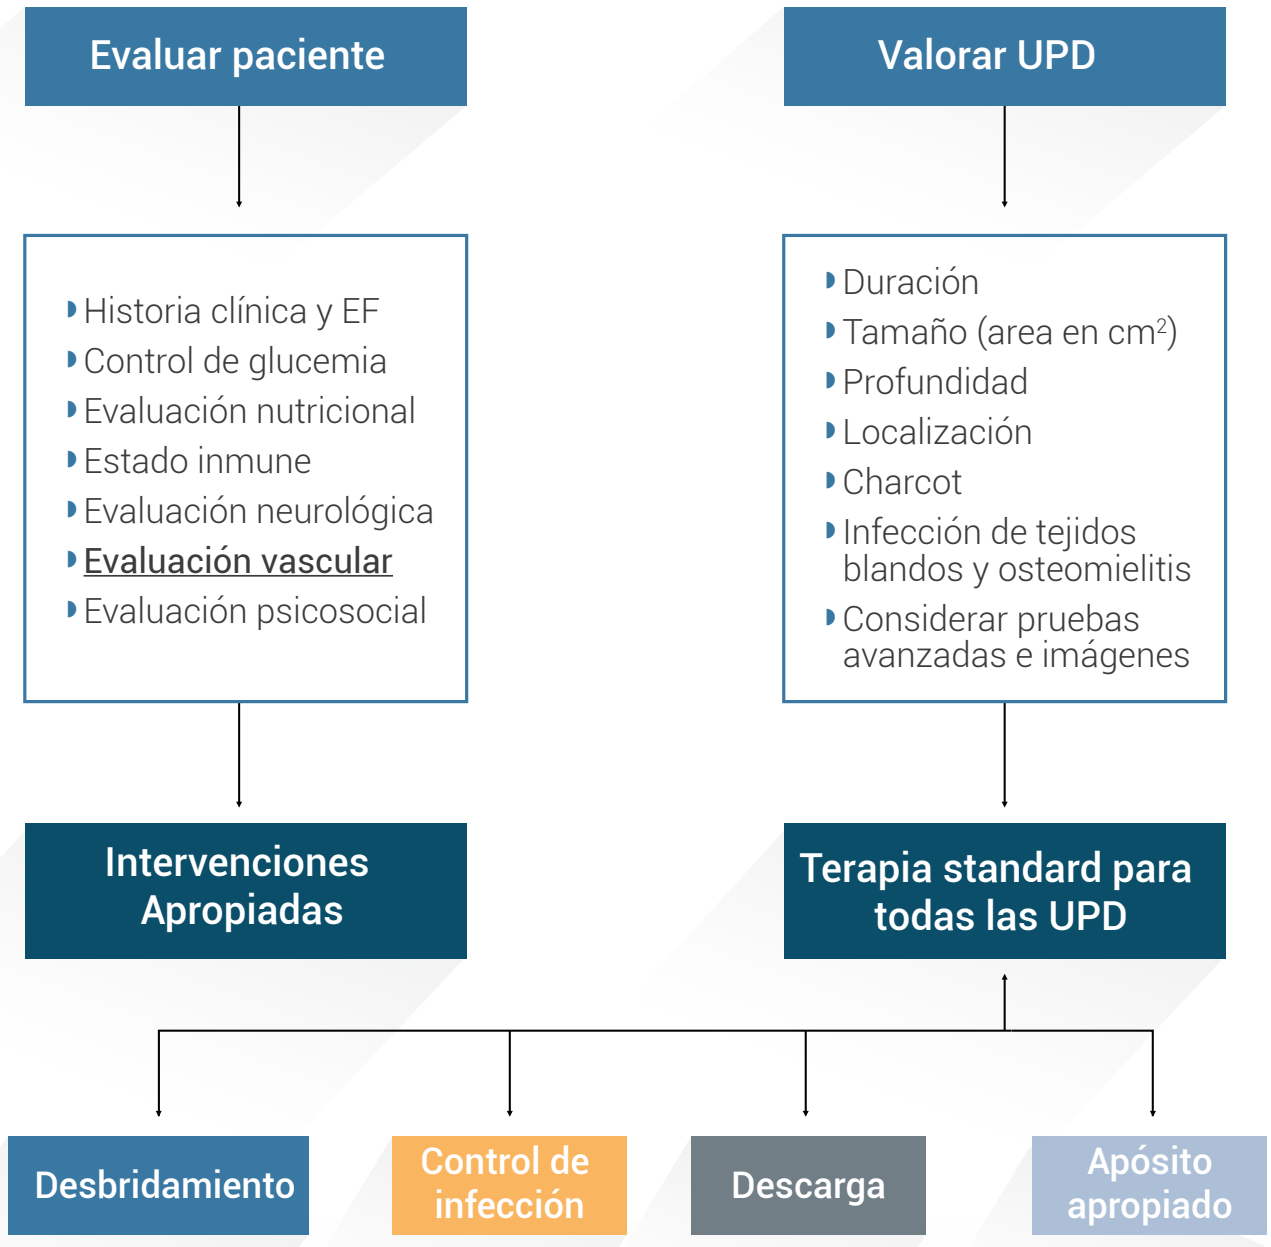 Evaluar paciente
Valorar UPD
Historia clínica y EF
Control de glucemia
Evaluación nutricional
Estado inmune
Evaluación neurológica
Evaluación vascular
Evaluación psicosocial
Duración
Tamaño (area en cm²)
Profundidad
Localización
Charcot
Infección de tejidos
blandos y osteomielitis
Considerar pruebas
avanzadas e imágenes
Intervenciones
Apropiadas
Terapia standard para
todas las UPD
Desbridamiento
Control de
infección
Descarga
Apósito
apropiado